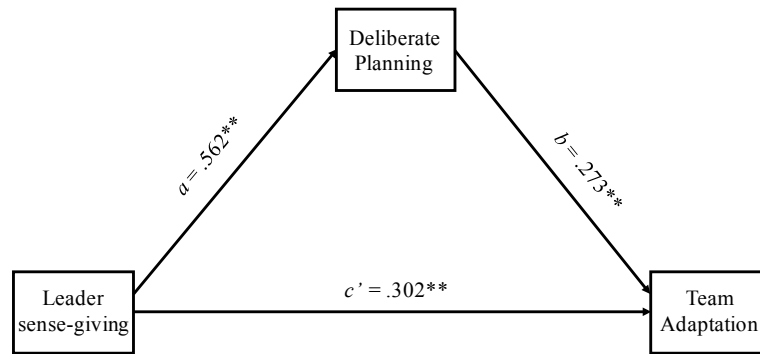 Deliberate
Planning
a = .562**
b = .273**
Leader
sense-giving
c’ = .302**
Team
Adaptation